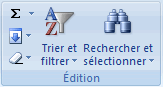 Σ
A
Z
Trier et
filtrer
Rechercher et
sélectionner
Édition